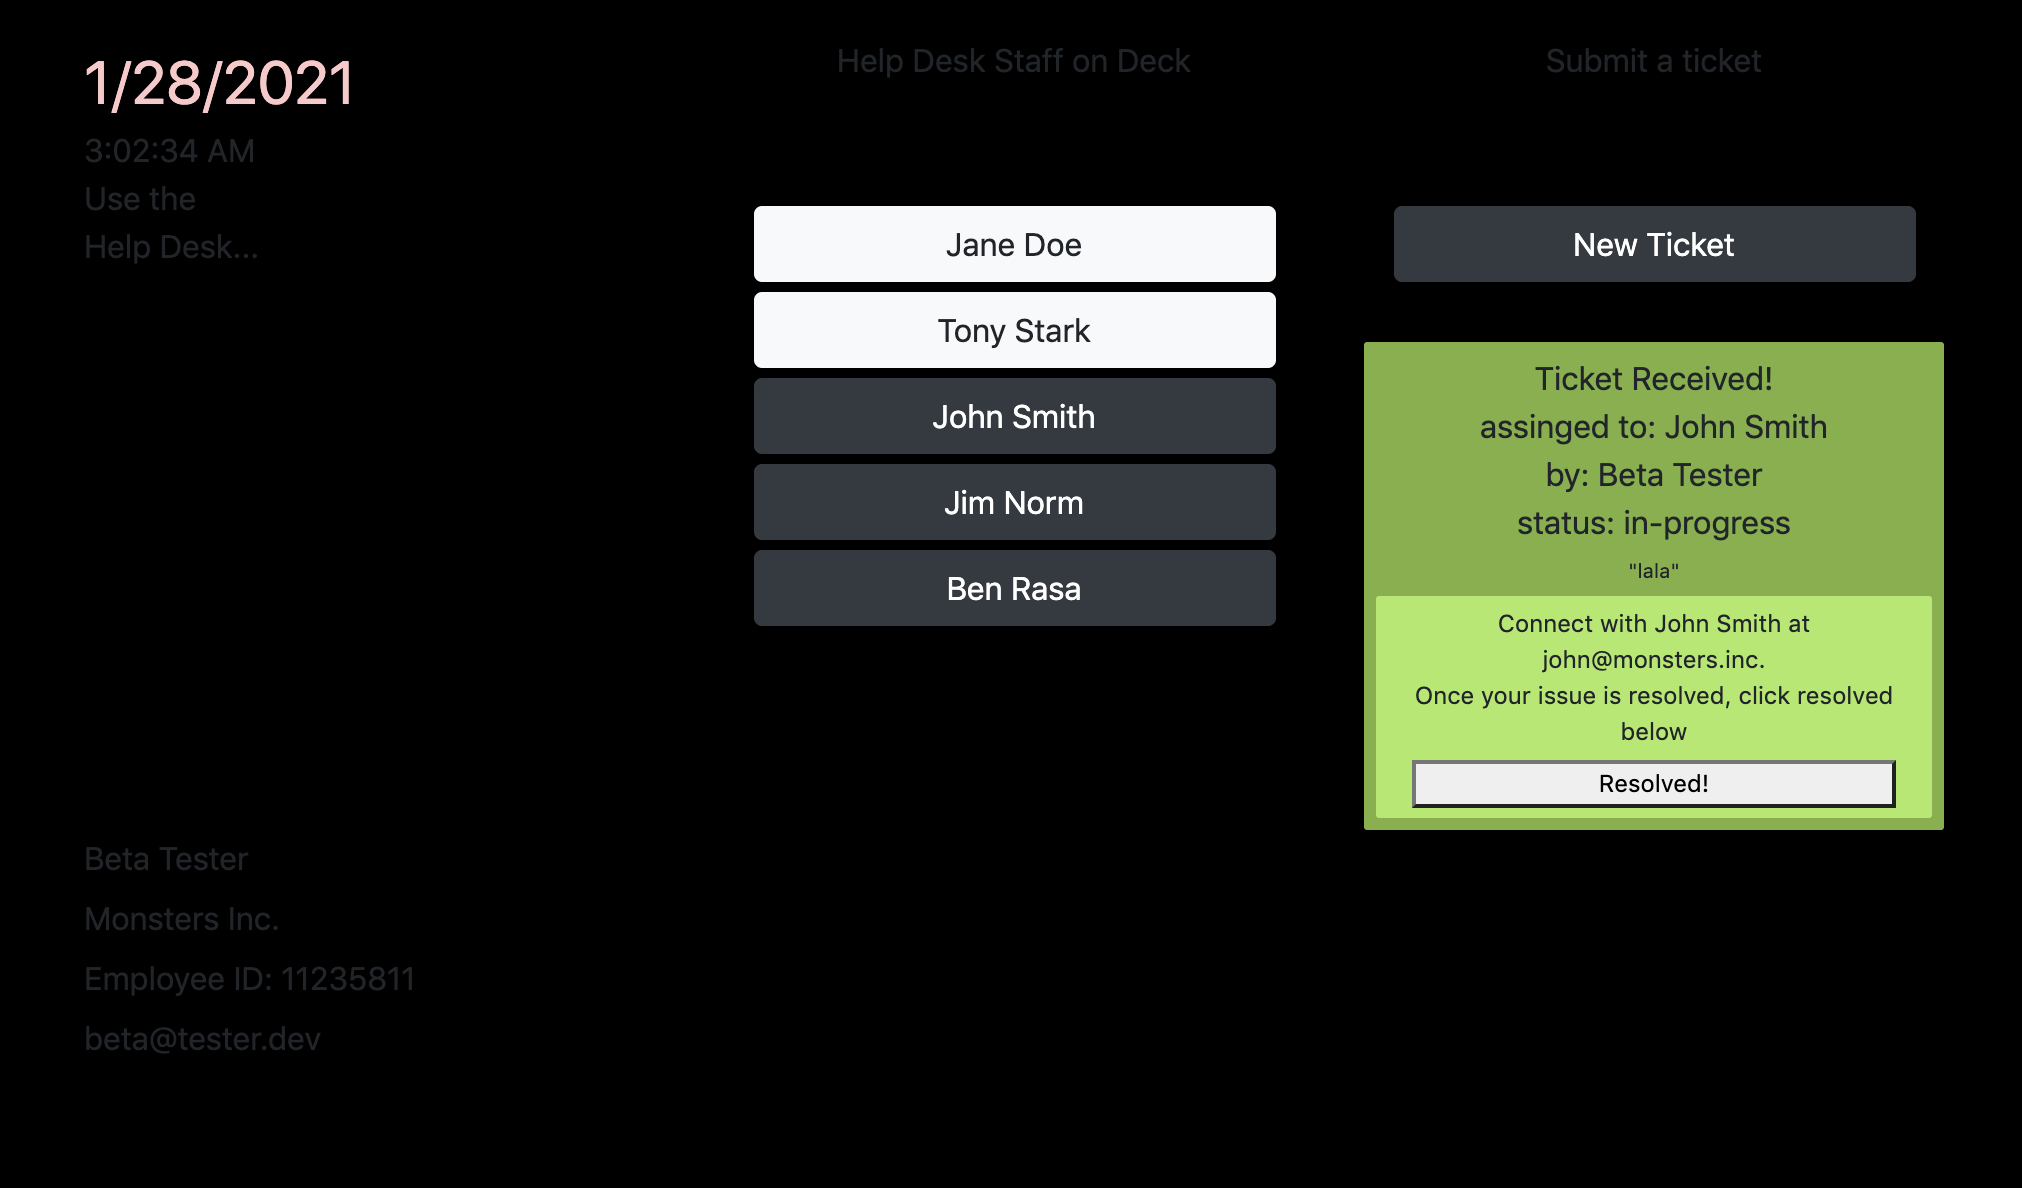 1/28/2021
3:02:34 AM
Use the
Help Desk...
Beta Tester
Monsters Inc.
Employee ID: 11235811
beta@tester.dev
Help Desk Staff on Deck
Jane Doe
Tony Stark
John Smith
Jim Norm
Ben Rasa
Submit a ticket
New Ticket
Ticket Received!
assinged to: John Smith
by: Beta Tester
status: in-progress
"lala"
Connect with John Smith at
john@monsters.inc.
Once your issue is resolved, click resolved
below
Resolved!